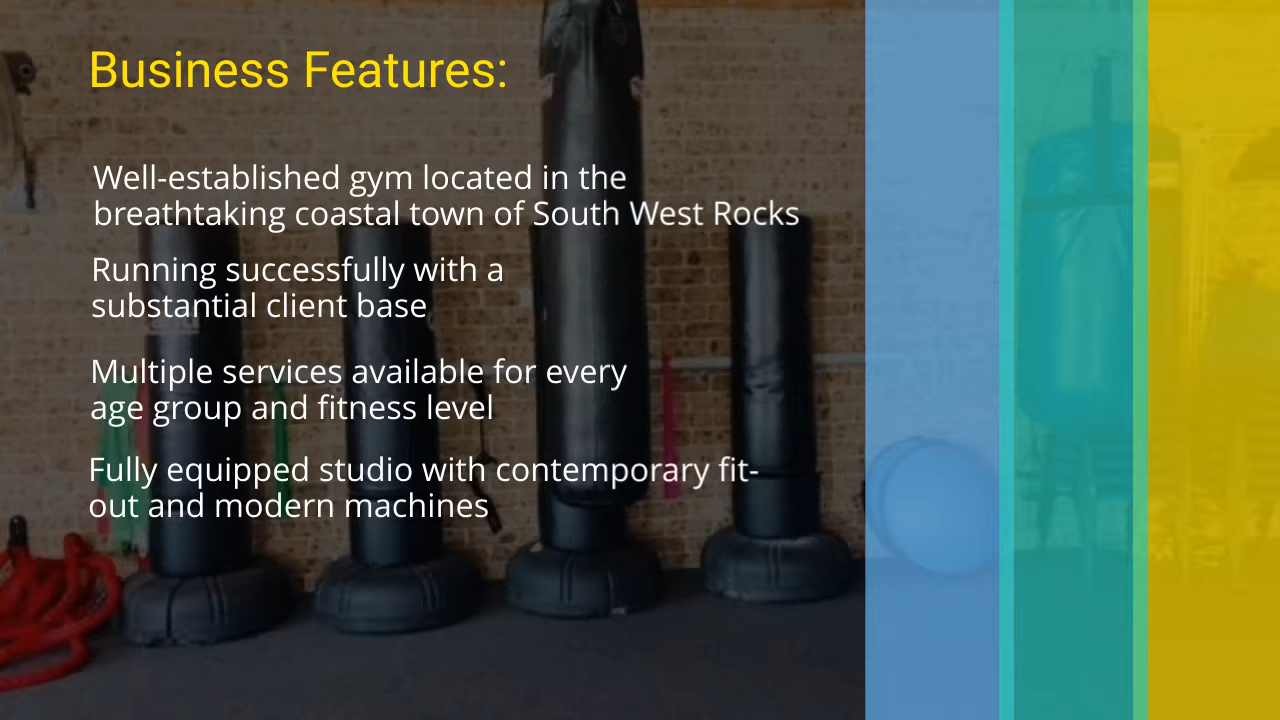 Business Features:
Well-established gym located in the
breathtaking coastal town of South West Rocks
Running successfully with a
substantial client base
Multiple services available for every
age group and fitness level
Fully equipped studio with contemporary fit-
out and modern machines